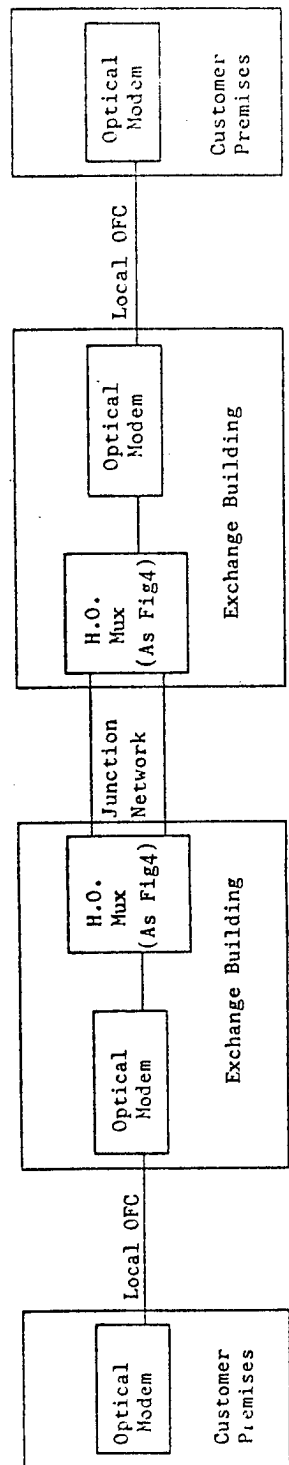 Optical
Modem
Customer
Premises
Local OFC
Optical
Modem
H.O.
Mux
(As Fig4)
Exchange Building
Junction
Network
H.O.
Mux
(As Fig4)
Optical
Modem
Exchange Building
Local OFC
Optical
Modem
Customer
Premises